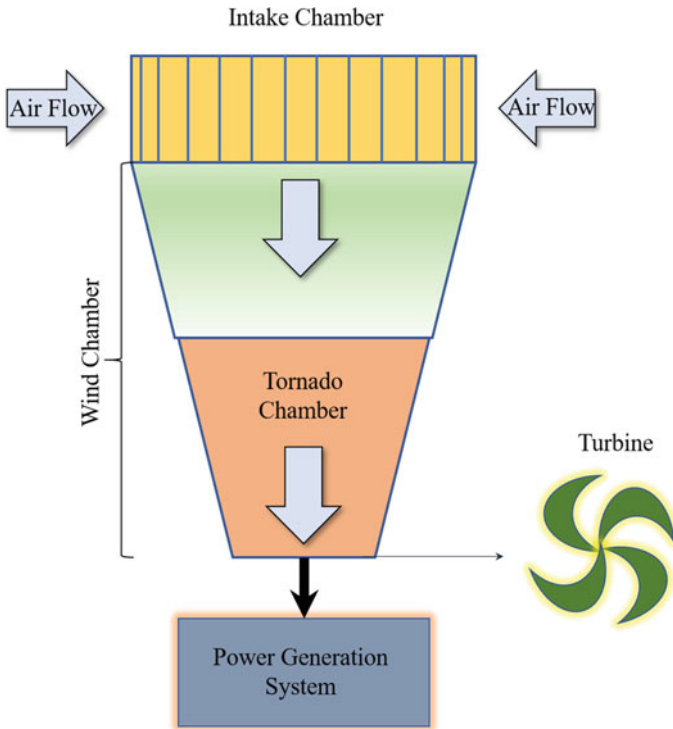 Intake Chamber
Air Flow
Air Flow
Wind Chamber
Tornado
Chamber
Turbine
Power Generation
System